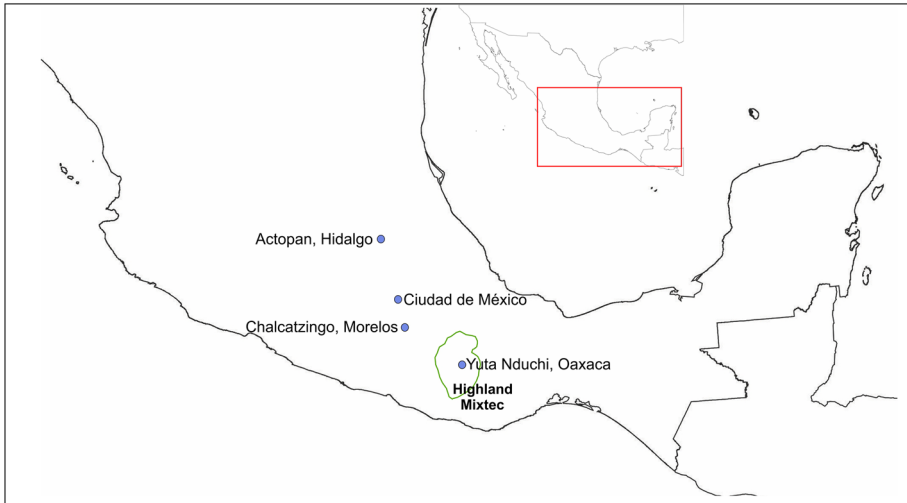 Actopan, Hidalgo
Ciudad de México
Chalcatzingo, Morelos
Yuta Nduchi, Oaxaca
Highland
Mixtec